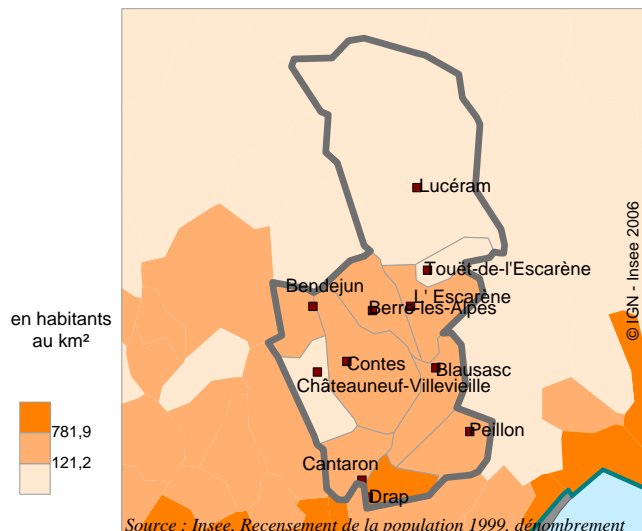 Lucéram
© IGN - Insee 2006
Touët-de-l'Escarène
Bendejun
L' Escarène
Berre-les-Alpes
en habitants
au km²
Contes
Blausasc
Châteauneuf-Villevieille
781,9
Peillon
121,2
Cantaron
Drap
Source : Insee, Recensement de la population 1999, dénombrement